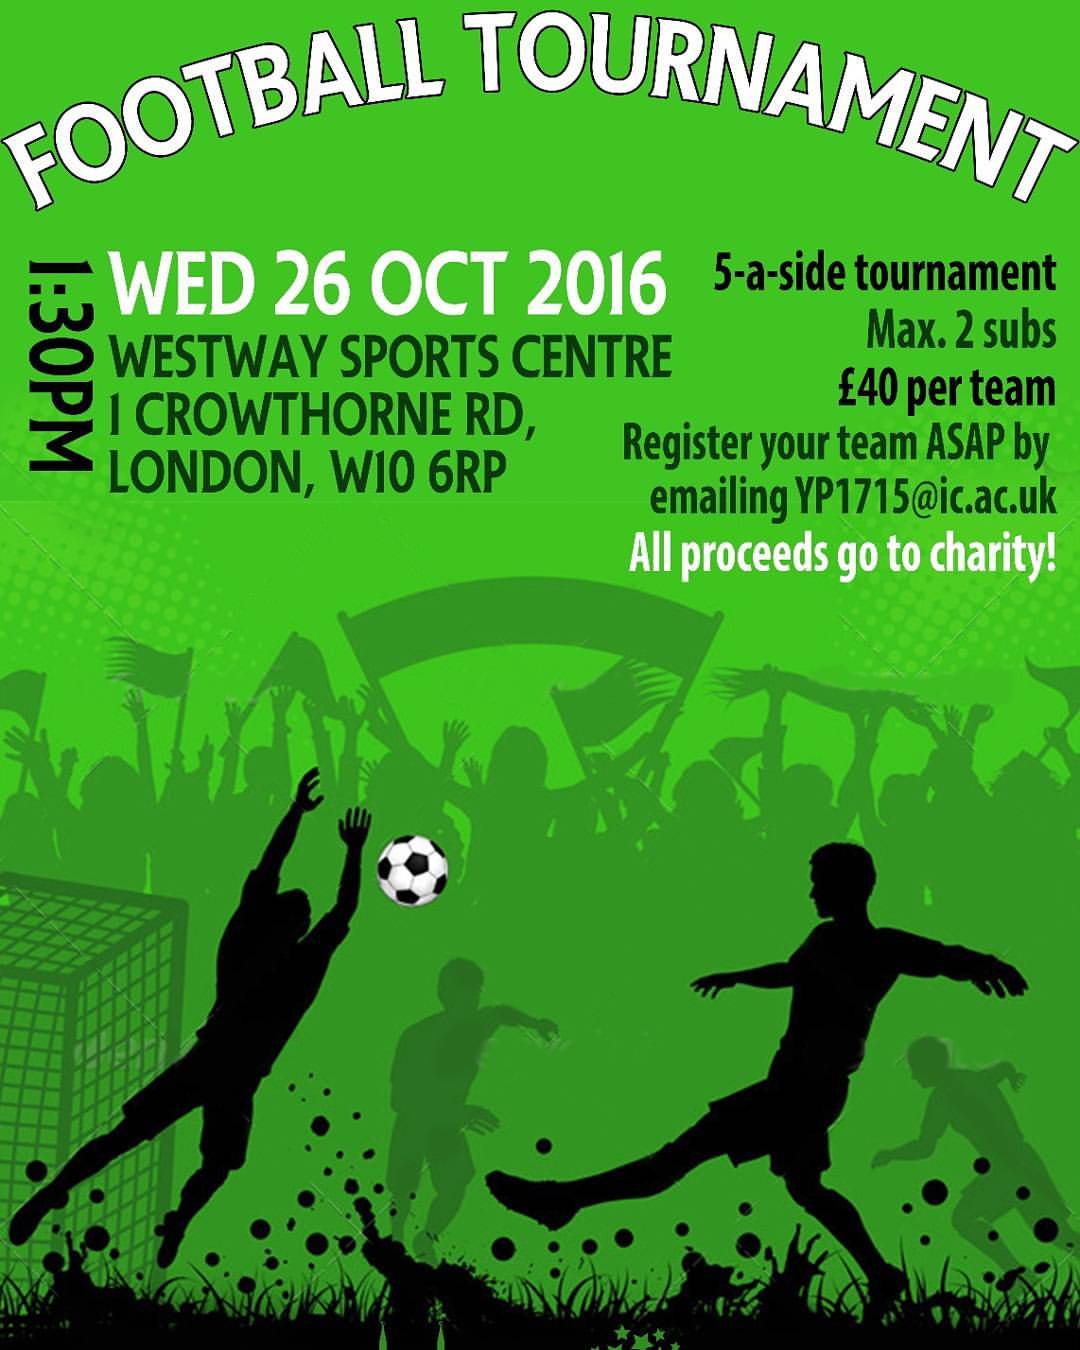 FOOTBALL TOURNAMENT
1:30PM
WED 26 OCT 2016
WESTWAY SPORTS CENTRE
1 CROWTHORNE RD,
LONDON, W10 6RP
5-a-side tournament
Max. 2 subs
£40 per team
Register your team ASAP by
emailing YP1715@ic.ac.uk
All proceeds go to charity!